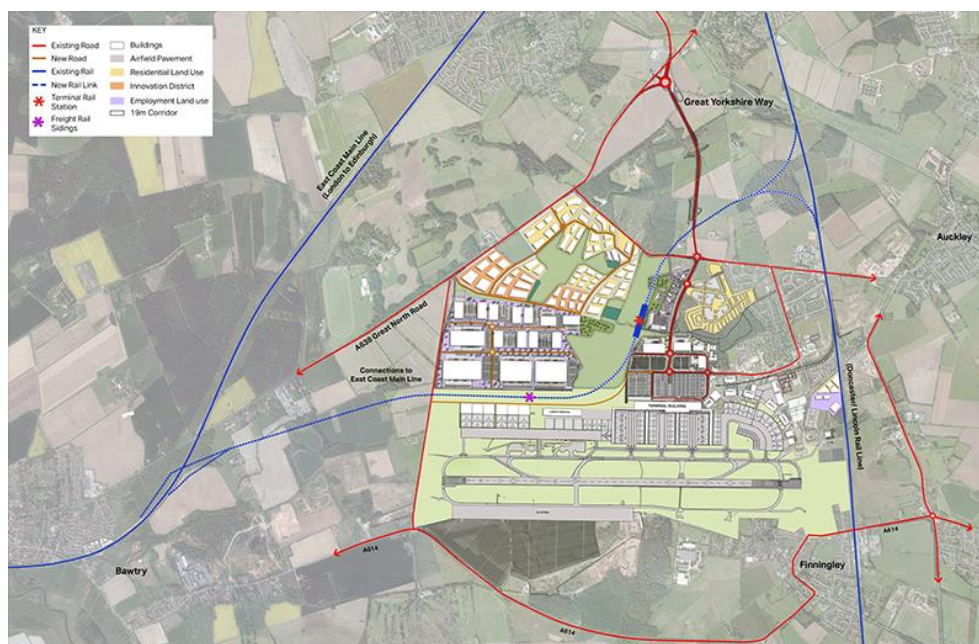 KEY
Existing Road
New Road
Existing Rail
New Rail Link
Terminal Rail
Station
Freight Rail
Sidings
Buildings
Airfield Pavement
Residential Land Use
Innovation District
Employment Land use
19m Corridor
Great Yorkshire Way
East Coast Main Line
(London to Edinburgh)
Auckley
A638 Great North Road
Connections to
East Coast Main Line
TERMINAL BUILDING
(Doncaster/ Lincoln Rail Line)
A614
A614
Bawtry
Finningley
A614